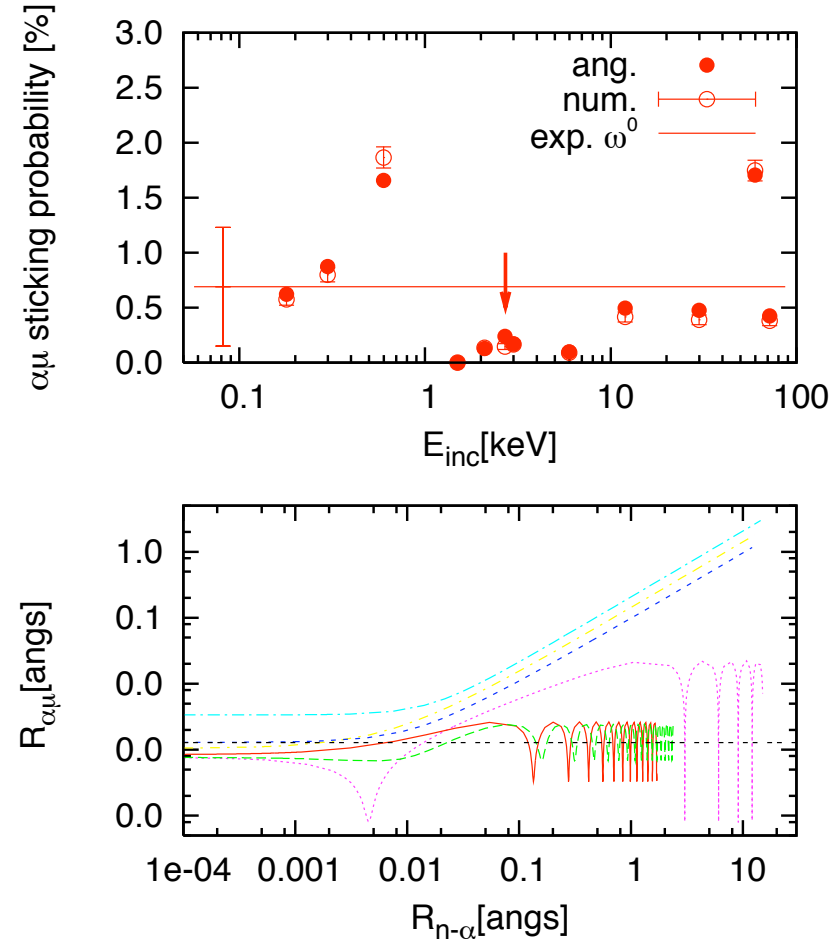 αμ sticking probability [%]
3.0
2.5
2.0
1.5
1.0
0.5
0.0
ang.
num.
exp. ω⁰
0.1
1
10
100
E_inc[keV]
R_αμ[angs]
1.0
0.1
0.0
0.0
0.0
1e-04
0.001
0.01
0.1
1
10
R_n-α[angs]